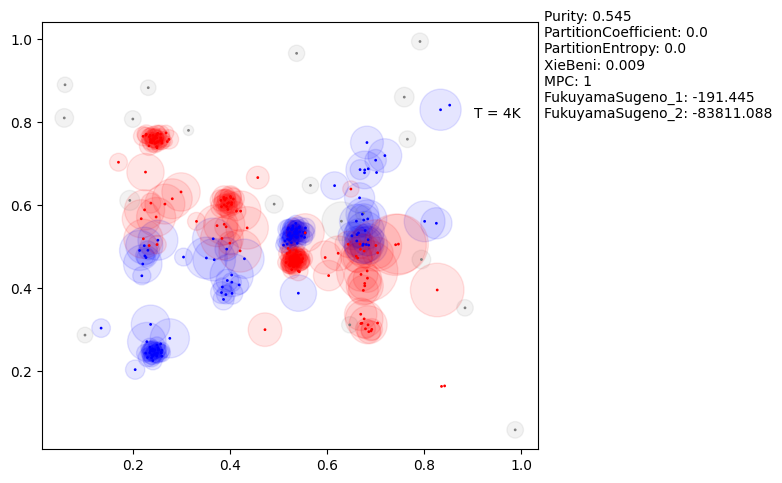 Purity: 0.545
PartitionCoefficient: 0.0
PartitionEntropy: 0.0
XieBeni: 0.009
MPC: 1
FukuyamaSugeno_1: -191.445
FukuyamaSugeno_2: -83811.088
T = 4K
1.0
0.8
0.6
0.4
0.2
0.2 0.4 0.6 0.8 1.0